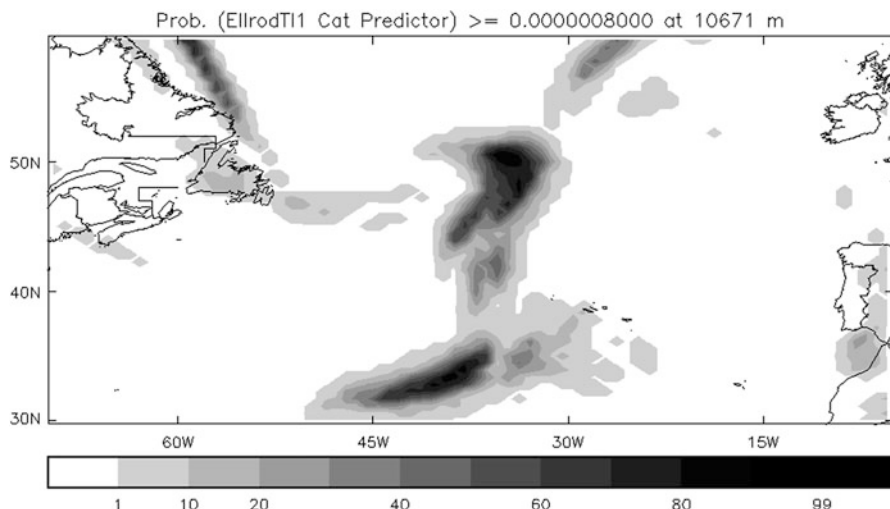 Prob. (EllrodTI1 Cat Predictor) >= 0.0000008000 at 10671 m
50N
40N
30N
60W 45W 30W 15W
1 10 20 40 60 80 99